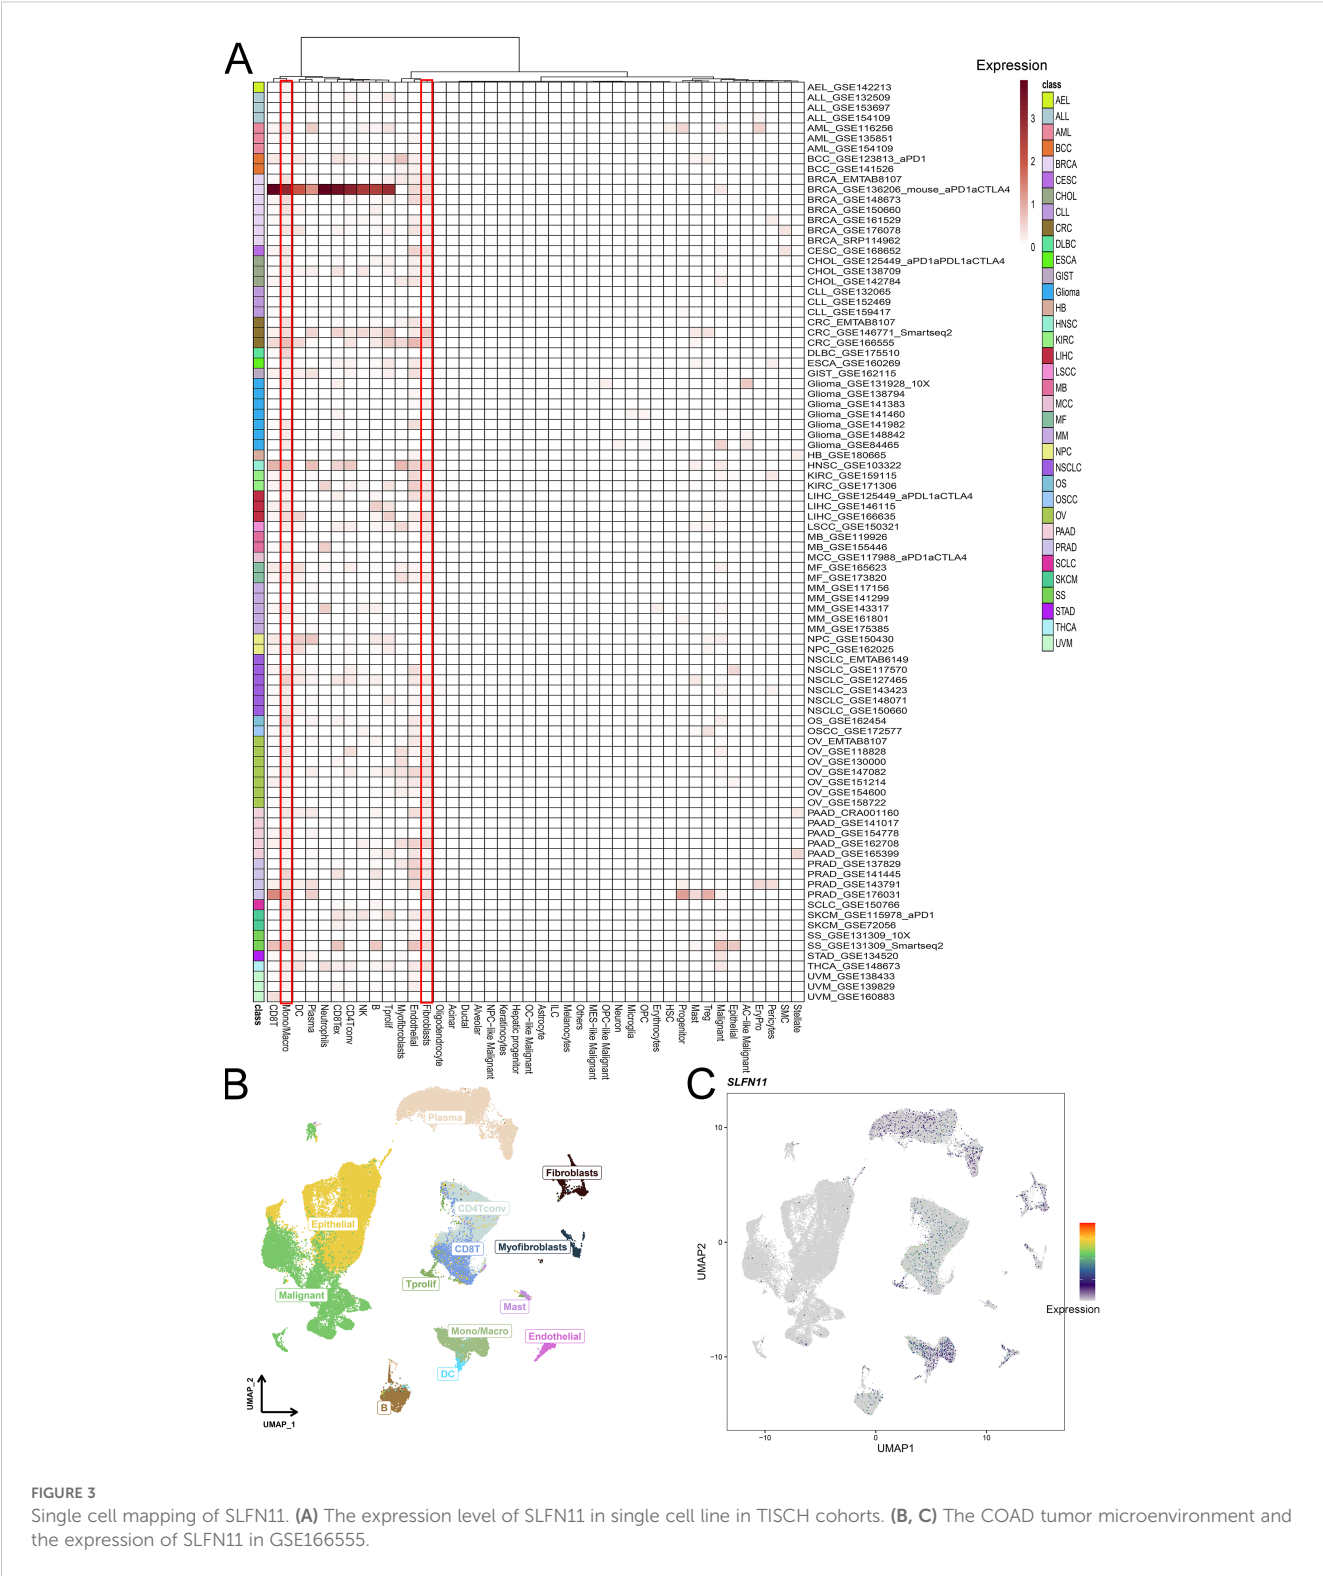 A
Expression
3
2
1
0
class
AEL
ALL
AML
BCC
BRCA
CESC
CHOL
CLL
CRC
DLBC
ESCA
GIST
Glioma
HB
HNSC
KIRC
LIHC
LSCC
MB
MCC
MF
MM
NPC
NSCLC
OS
OSCC
OV
PAAD
PRAD
SCLC
SKCM
SS
STAD
THCA
UVM
AEL_GSE142213
ALL_GSE132509
ALL_GSE153697
ALL_GSE154109
AML_GSE116256
AML_GSE135851
AML_GSE154109
BCC_GSE123813_aPD1
BCC_GSE141526
BRCA_EMTAB8107
BRCA_GSE136206_mouse_aPD1aCTLA4
BRCA_GSE148673
BRCA_GSE150660
BRCA_GSE161529
BRCA_GSE176078
BRCA_SRP114962
CESC_GSE168652
CHOL_GSE125449_aPD1aPDL1aCTLA4
CHOL_GSE138709
CHOL_GSE142784
CLL_GSE132065
CLL_GSE152469
CLL_GSE159417
CRC_EMTAB8107
CRC_GSE146771_Smartseq2
CRC_GSE166555
DLBC_GSE175510
ESCA_GSE160269
GIST_GSE162115
Glioma_GSE131928_10X
Glioma_GSE138794
Glioma_GSE141383
Glioma_GSE141460
Glioma_GSE141982
Glioma_GSE148842
Glioma_GSE84465
HB_GSE180665
HNSC_GSE103322
KIRC_GSE159115
KIRC_GSE171306
LIHC_GSE125449_aPDL1aCTLA4
LIHC_GSE146115
LIHC_GSE166635
LSCC_GSE150321
MB_GSE119926
MB_GSE155446
MCC_GSE117988_aPD1aCTLA4
MF_GSE165623
MF_GSE173820
MM_GSE117156
MM_GSE141299
MM_GSE143317
MM_GSE161801
MM_GSE175385
NPC_GSE150430
NPC_GSE162025
NSCLC_EMTAB6149
NSCLC_GSE117570
NSCLC_GSE127465
NSCLC_GSE143423
NSCLC_GSE148071
NSCLC_GSE150660
OS_GSE162454
OSCC_GSE172577
OV_EMTAB8107
OV_GSE118828
OV_GSE130000
OV_GSE147082
OV_GSE151214
OV_GSE154600
OV_GSE158722
PAAD_CRA001160
PAAD_GSE141017
PAAD_GSE154778
PAAD_GSE162708
PAAD_GSE165399
PRAD_GSE137829
PRAD_GSE141445
PRAD_GSE143791
PRAD_GSE176031
SCLC_GSE150766
SKCM_GSE115978_aPD1
SKCM_GSE72056
SS_GSE131309_10X
SS_GSE131309_Smartseq2
STAD_GSE134520
THCA_GSE148673
UVM_GSE138433
UVM_GSE139829
UVM_GSE160883
class
CD8T
Mono/Macro
DC
Plasma
Neutrophils
CD8Tex
CD4Tconv
NK
B
Tprolif
Myofibroblasts
Endothelial
Fibroblasts
Oligodendrocyte
Acinar
Ductal
Alveolar
NPC-like Malignant
Keratinocytes
Hepatic progenitor
OC-like Malignant
Astrocyte
ILC
Melanocytes
Others
MES-like Malignant
OPC-like Malignant
Neuron
Microglia
OPC
Erythrocytes
HSC
Progenitor
Mast
Treg
Malignant
Epithelial
AC-like Malignant
EryPro
Pericytes
SMC
Stellate
B
Plasma
Fibroblasts
CD4Tconv
Epithelial
CD8T
Myofibroblasts
Tprolif
Malignant
Mast
Mono/Macro
Endothelial
DC
B
UMAP_2
UMAP_1
C
SLFN11
10
0
−10
UMAP2
−10
0
10
UMAP1
Expression
FIGURE 3
Single cell mapping of SLFN11. (A) The expression level of SLFN11 in single cell line in TISCH cohorts. (B, C) The COAD tumor microenvironment and
the expression of SLFN11 in GSE166555.